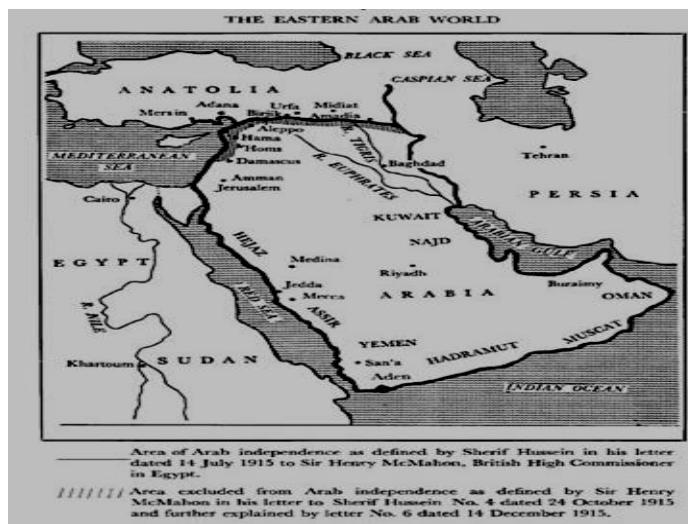 THE EASTERN ARAB WORLD
BLACK SEA
CASPIAN SEA
ANATOLIA
Mersin
Adana
Birijik
Urfa
Midiat
Amadia
Aleppo
Hama
Homs
R. TIGRIS
MEDITERRANEAN
SEA
Damascus
Baghdad
Tehran
R. EUPHRATES
Amman
Jerusalem
PERSIA
Cairo
KUWAIT
ARABIAN GULF
NAJD
HEJAZ
EGYPT
Medina
Riyadh
Buraimy
OMAN
RED SEA
Jedda
Mecca
ARABIA
R. NILE
ASSIR
MUSCAT
YEMEN
HADRAMUT
Khartoum
SUDAN
San'a
Aden
INDIAN OCEAN
Area of Arab independence as defined by Sherif Hussein in his letter
dated 14 July 1915 to Sir Henry McMahon, British High Commissioner
in Egypt.
Area excluded from Arab independence as defined by Sir Henry
McMahon in his letter to Sherif Hussein No. 4 dated 24 October 1915
and further explained by letter No. 6 dated 14 December 1915.